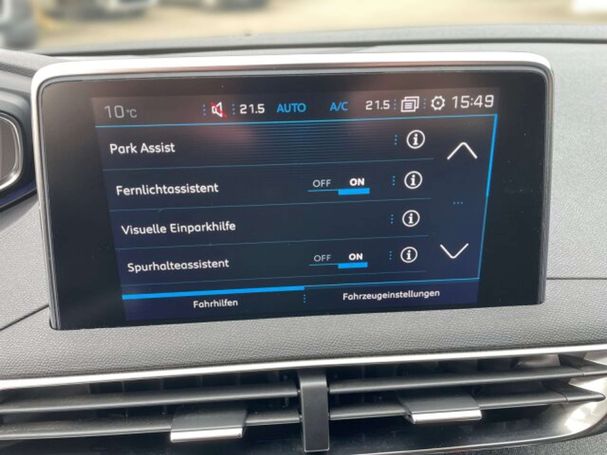 10°C 21.5 AUTO A/C 21.5 15:49
Park Assist
Fernlichtassistent OFF ON
Visuelle Einparkhilfe
Spurhalteassistent OFF ON
Fahrhilfen Fahrzeugeinstellungen